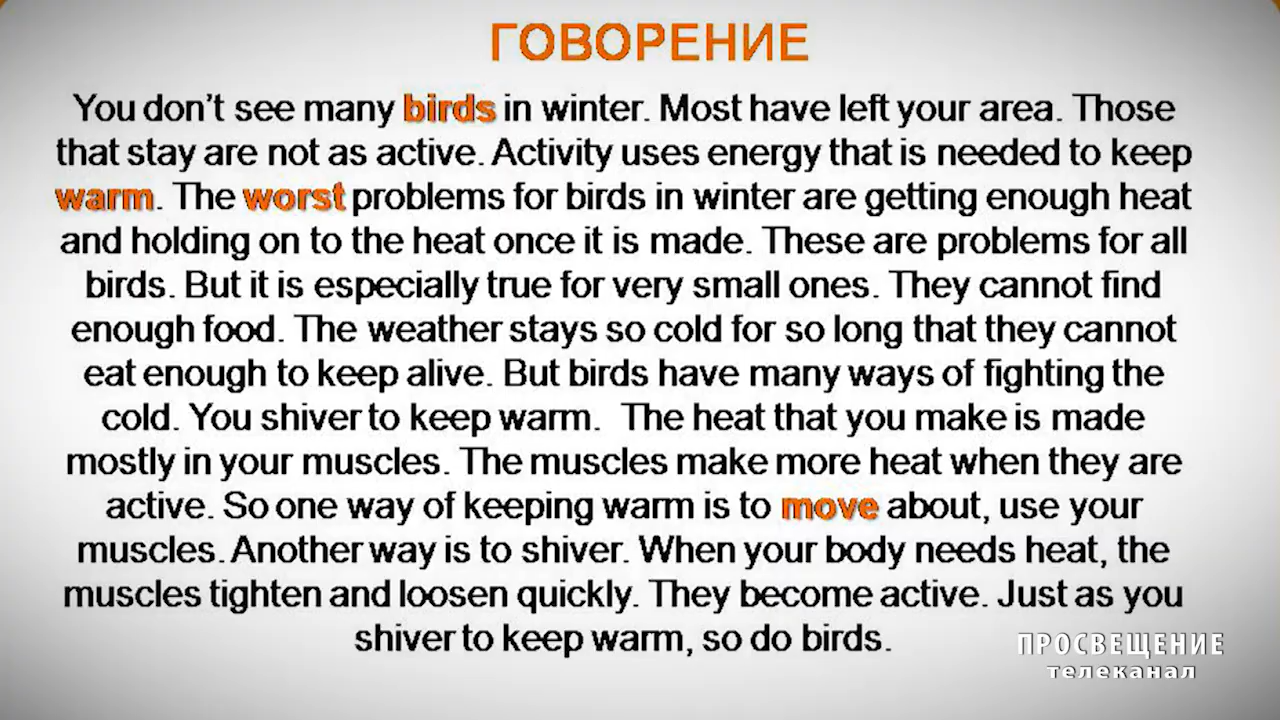 ГОВОРЕНИЕ
You don't see many birds in winter. Most have left your area. Those
that stay are not as active. Activity uses energy that is needed to keep
warm. The worst problems for birds in winter are getting enough heat
and holding on to the heat once it is made. These are problems for all
birds. But it is especially true for very small ones. They cannot find
enough food. The weather stays so cold for so long that they cannot
eat enough to keep alive. But birds have many ways of fighting the
cold. You shiver to keep warm. The heat that you make is made
mostly in your muscles. The muscles make more heat when they are
active. So one way of keeping warm is to move about, use your
muscles. Another way is to shiver. When your body needs heat, the
muscles tighten and loosen quickly. They become active. Just as you
shiver to keep warm, so do birds.
ПРОСВЕЩЕНИЕ
телеканал